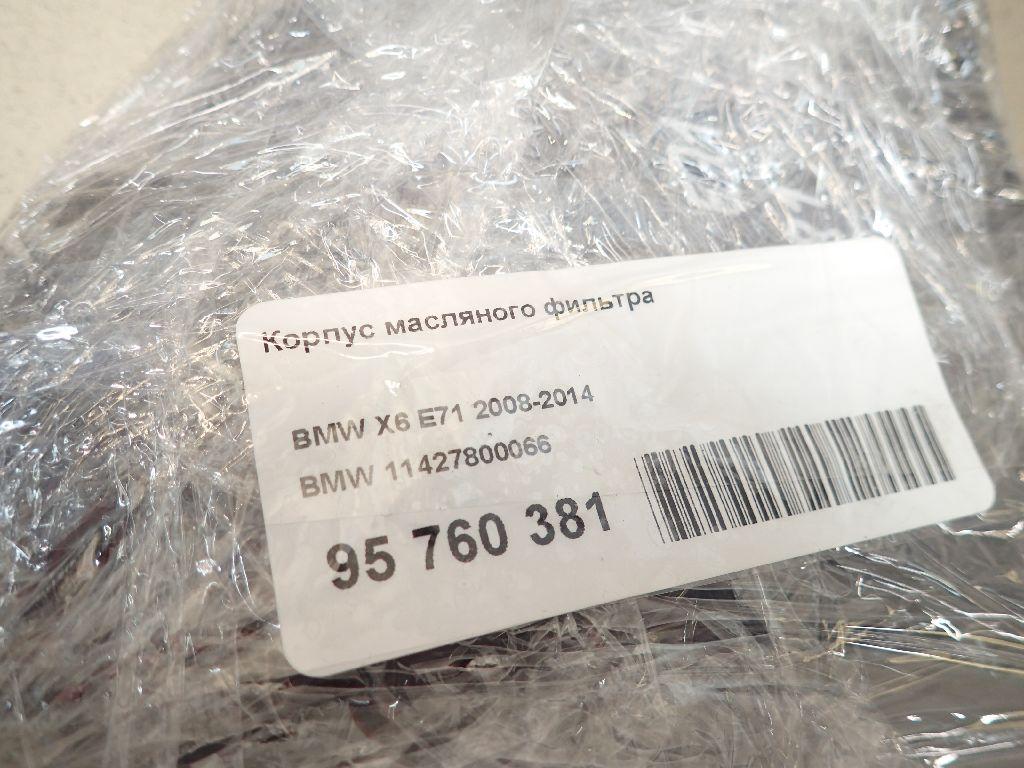 Корпус масляного фильтра
BMW X6 E71 2008-2014
BMW 11427800066
95 760 381